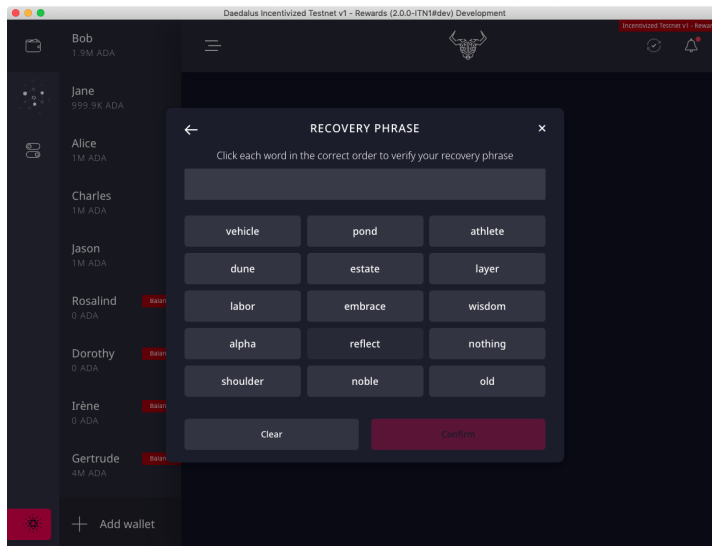 Daedalus Incentivized Testnet v1 - Rewards (2.0.0-ITN1#dev) Development
Incentivized Testnet v1 - Rewar
Bob
1.9M ADA
Jane
999.9K ADA
Alice
1M ADA
Charles
1M ADA
Jason
1M ADA
Rosalind
Balan
0 ADA
Dorothy
Balan
0 ADA
Irène
Balan
0 ADA
Gertrude
Balan
4M ADA
Add wallet
RECOVERY PHRASE
Click each word in the correct order to verify your recovery phrase
vehicle pond athlete
dune estate layer
labor embrace wisdom
alpha reflect nothing
shoulder noble old
Clear Confirm